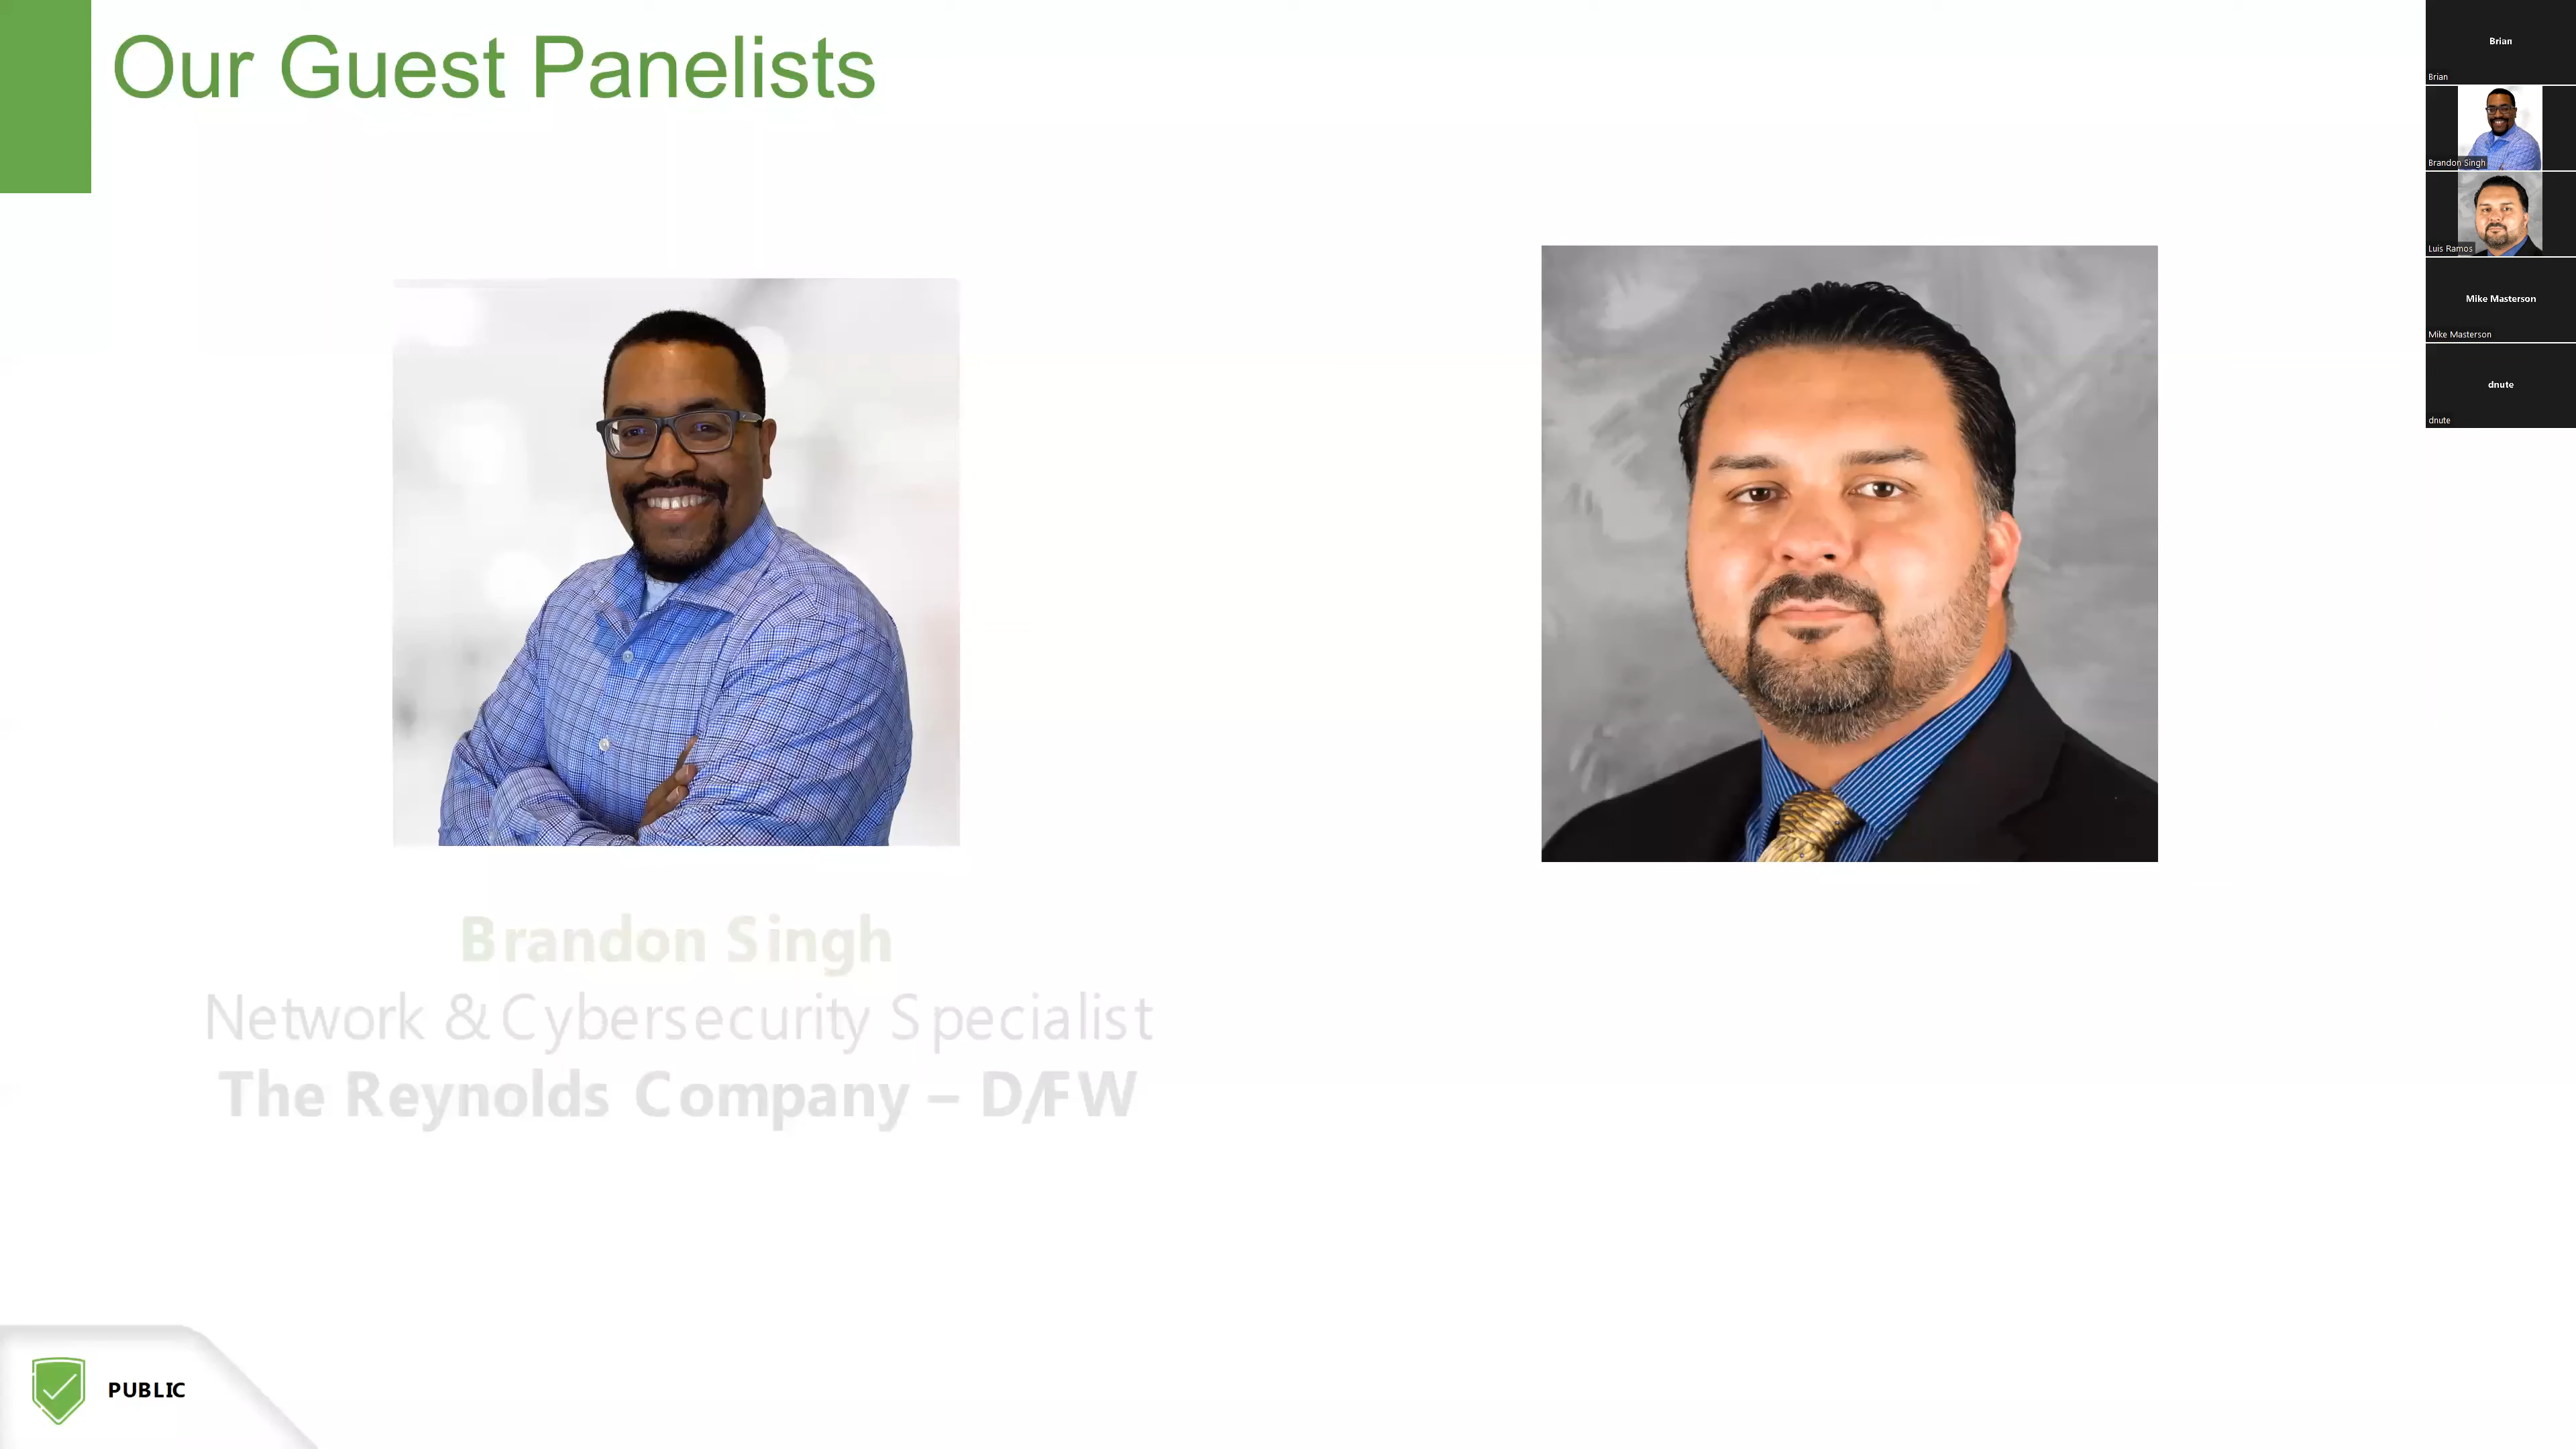 Our Guest Panelists
Brandon Singh
Network & Cybersecurity Specialist
The Reynolds Company – D/FW
PUBLIC
Brian
Brian
Brandon Singh
Luis Ramos
Mike Masterson
Mike Masterson
dnute
dnute